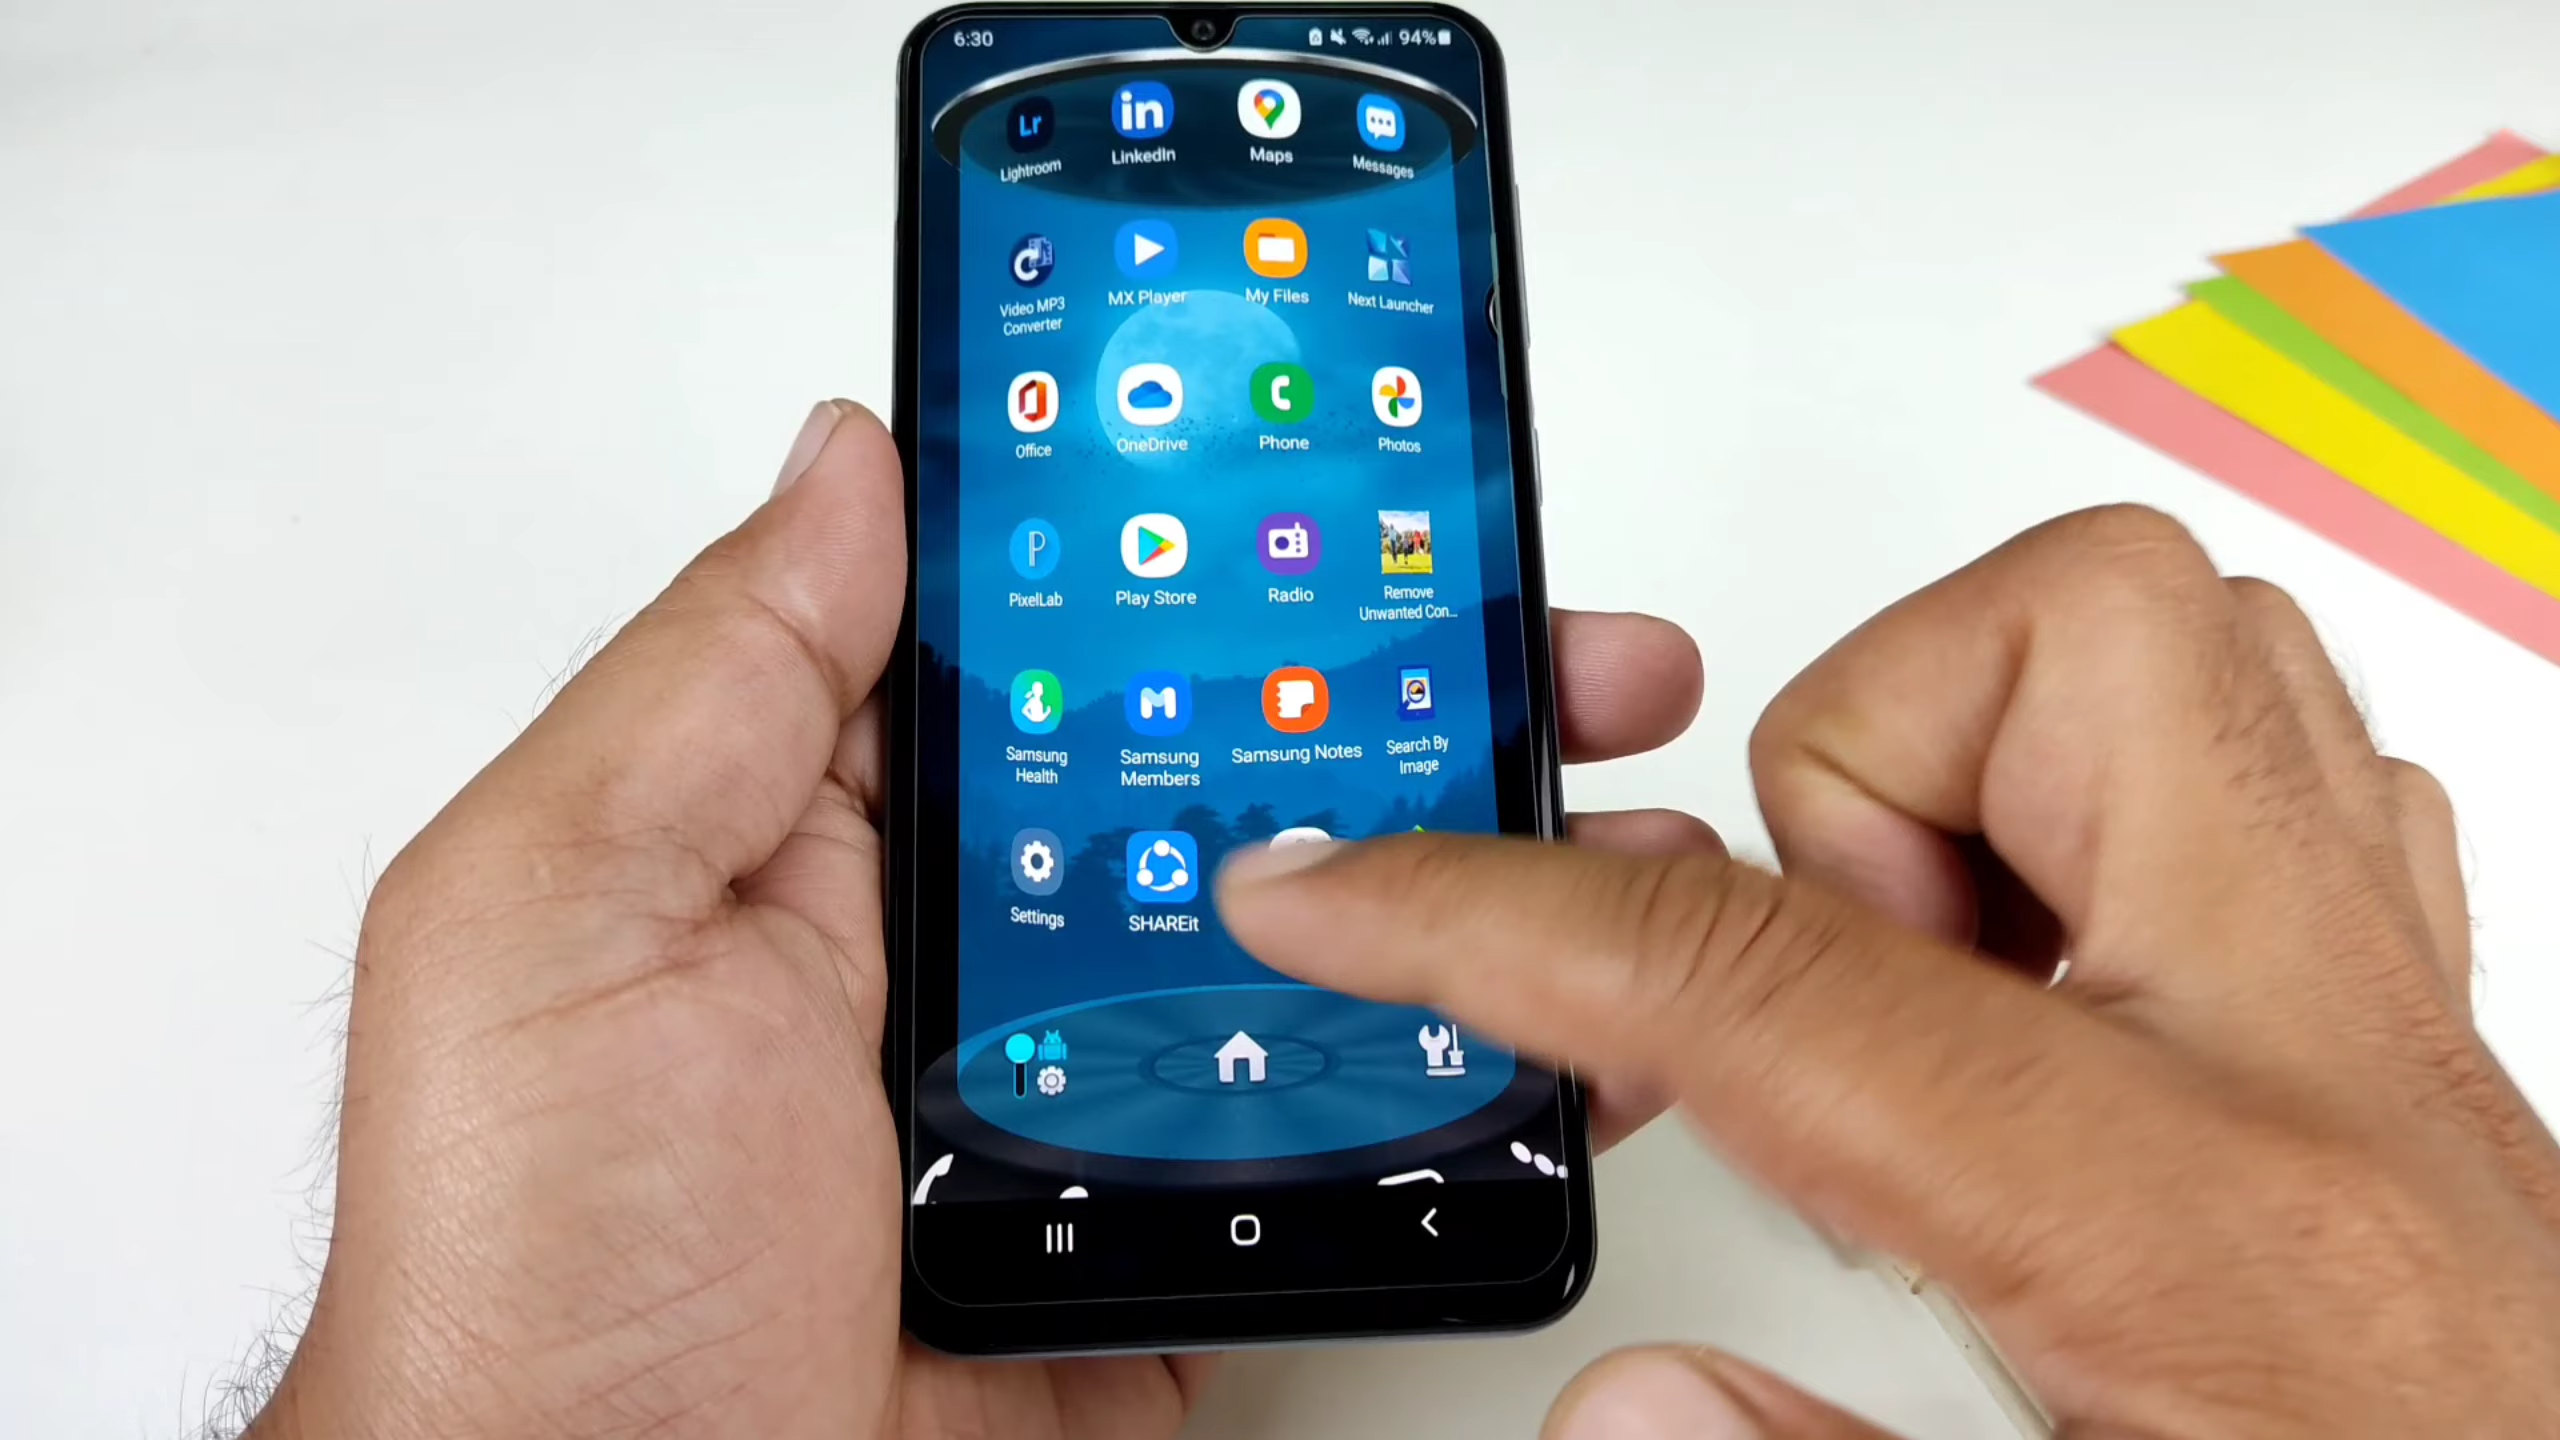 6:30
94%
Lr
in
Lightroom
LinkedIn
Maps
Messages
Video MP3
Converter
MX Player
My Files
Next Launcher
Office
OneDrive
Phone
Photos
P
PixelLab
Play Store
Radio
Remove
Unwanted Con...
Samsung
Health
Samsung
Members
Samsung Notes
Search By
Image
Settings
SHAREit